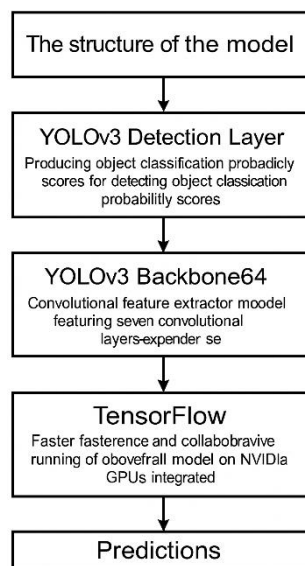 The structure of the model
YOLOv3 Detection Layer
Producing object classification probadicly
scores for detecting object classication
probabilitly scores
YOLOv3 Backbone64
Convolutional feature extractor moodel
featuring seven convolutional
layers-expender se
TensorFlow
Faster fasterence and collabobravive
running of obovefrall model on NVIDIa
GPUs integrated
Predictions